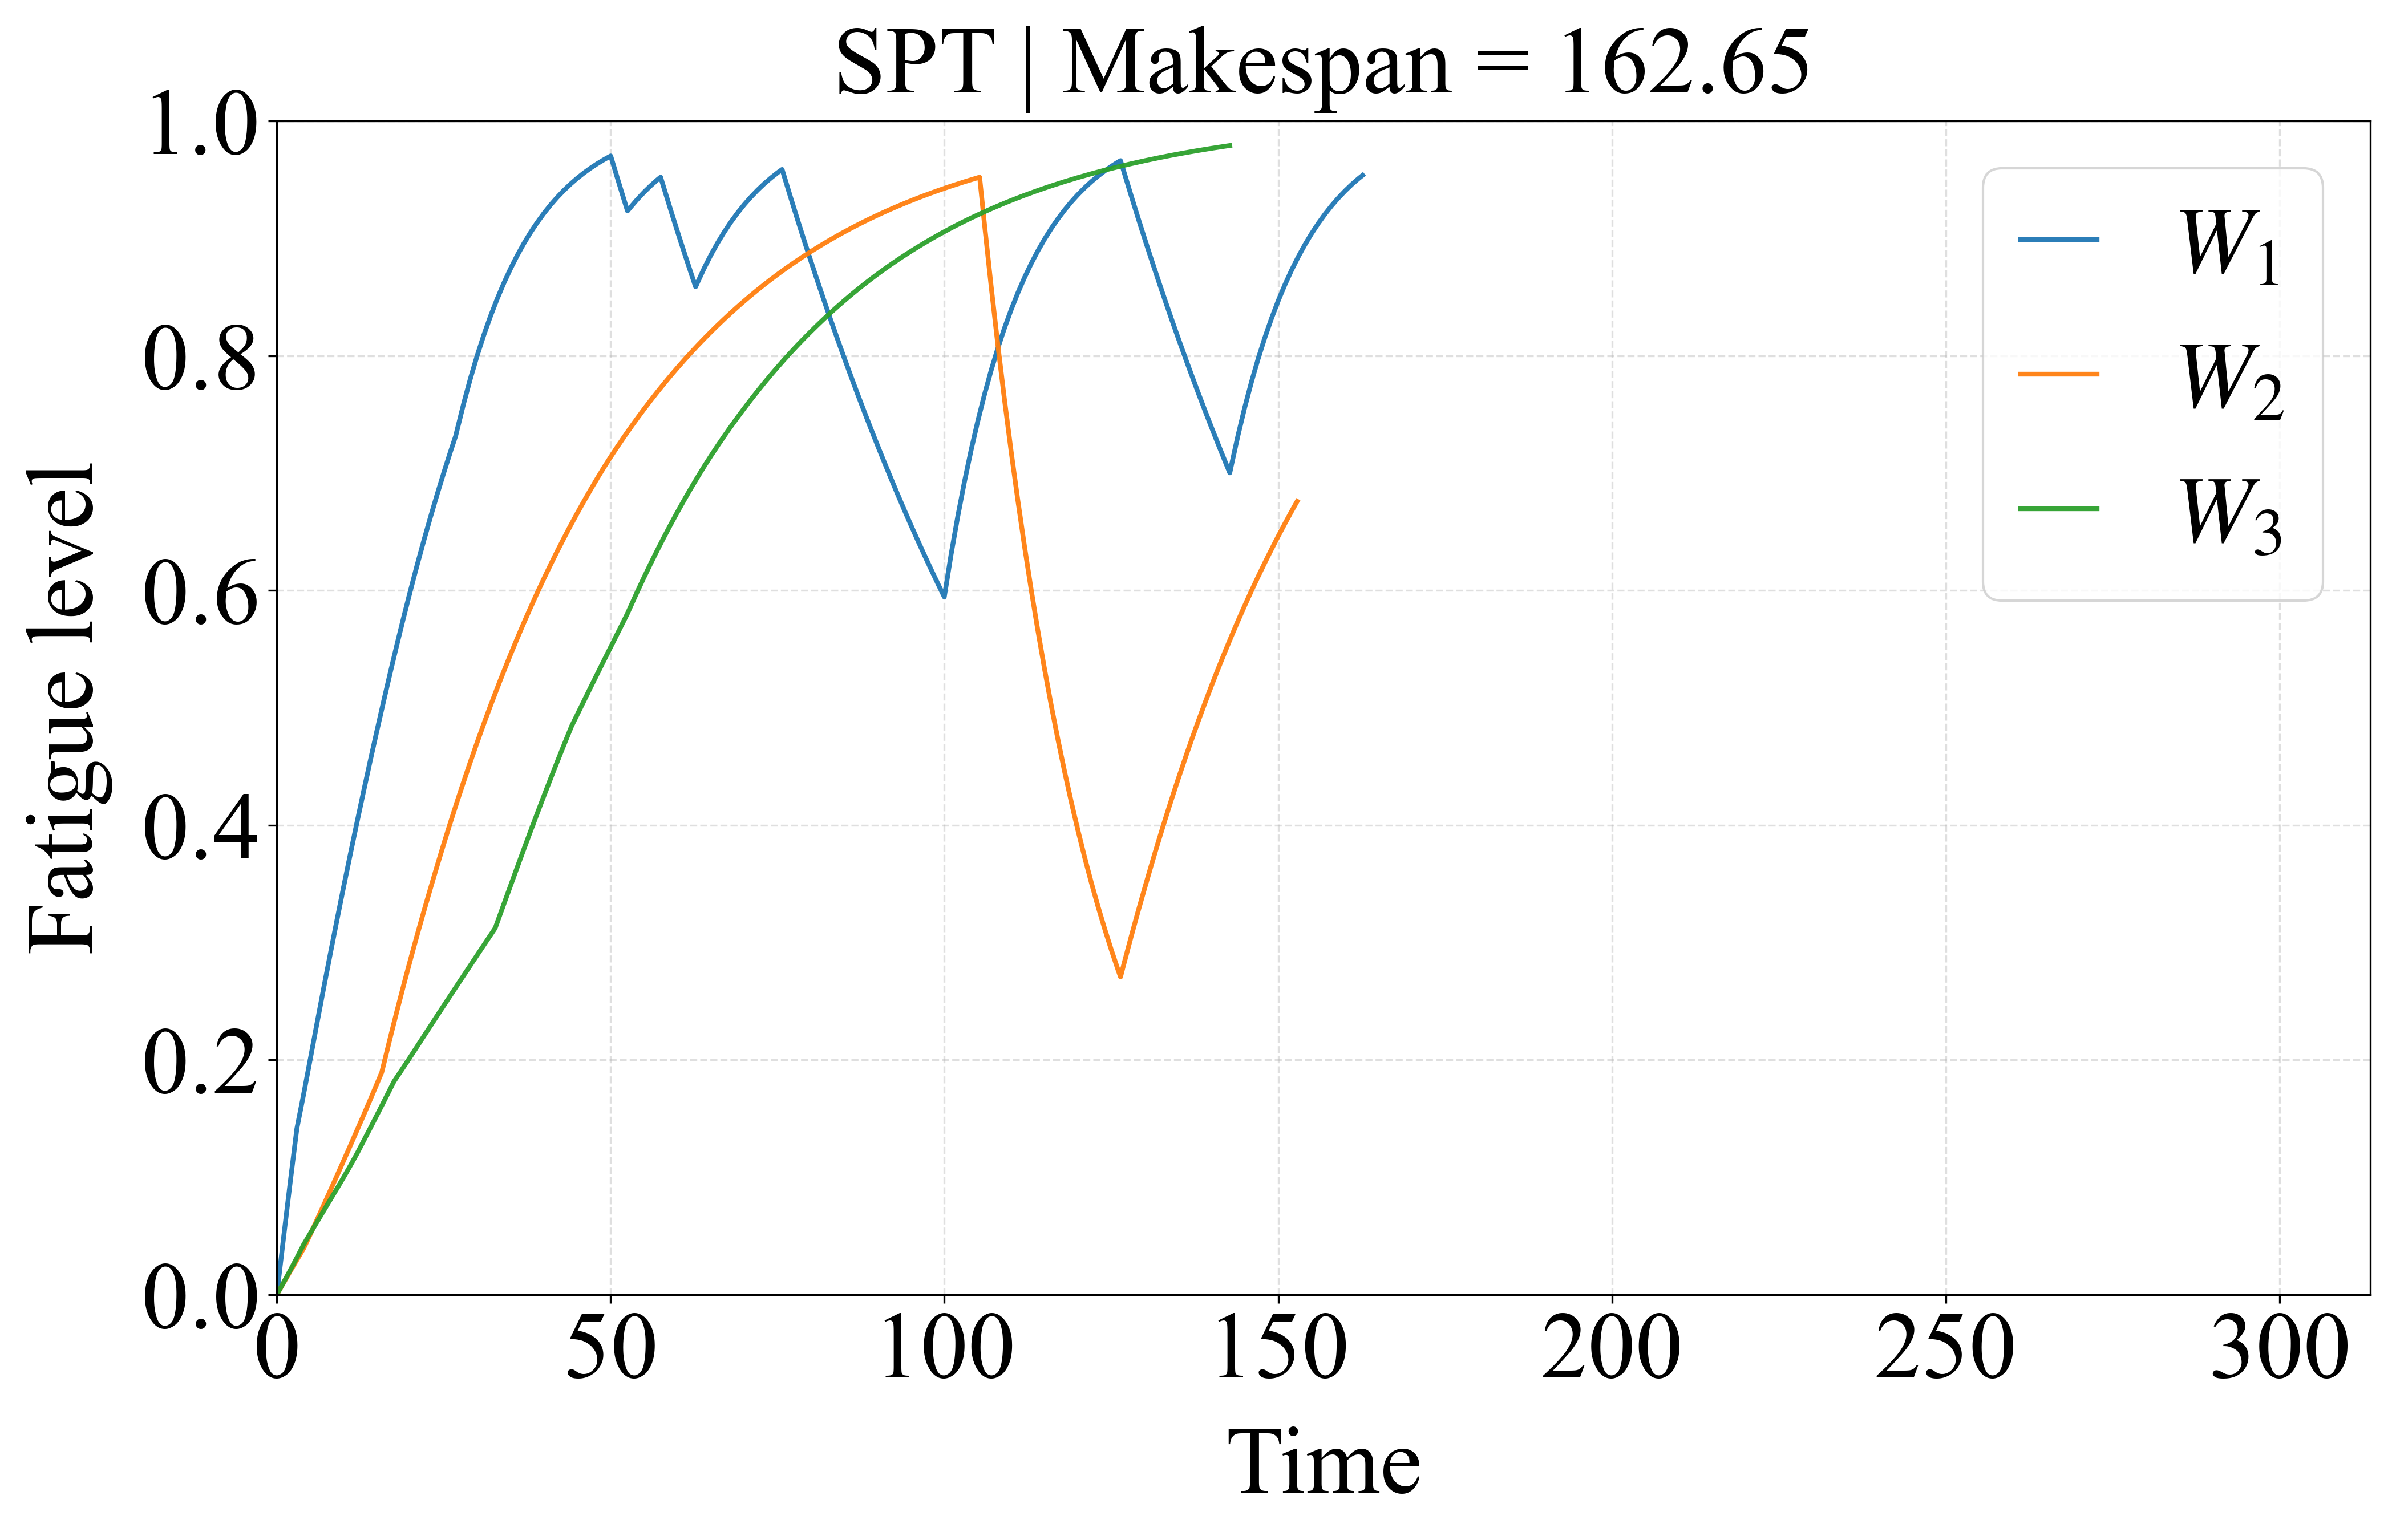 SPT | Makespan = 162.65
1.0
0.8
0.6
0.4
0.2
0.0
Fatigue level
0 50 100 150 200 250 300
Time
W₁
W₂
W₃